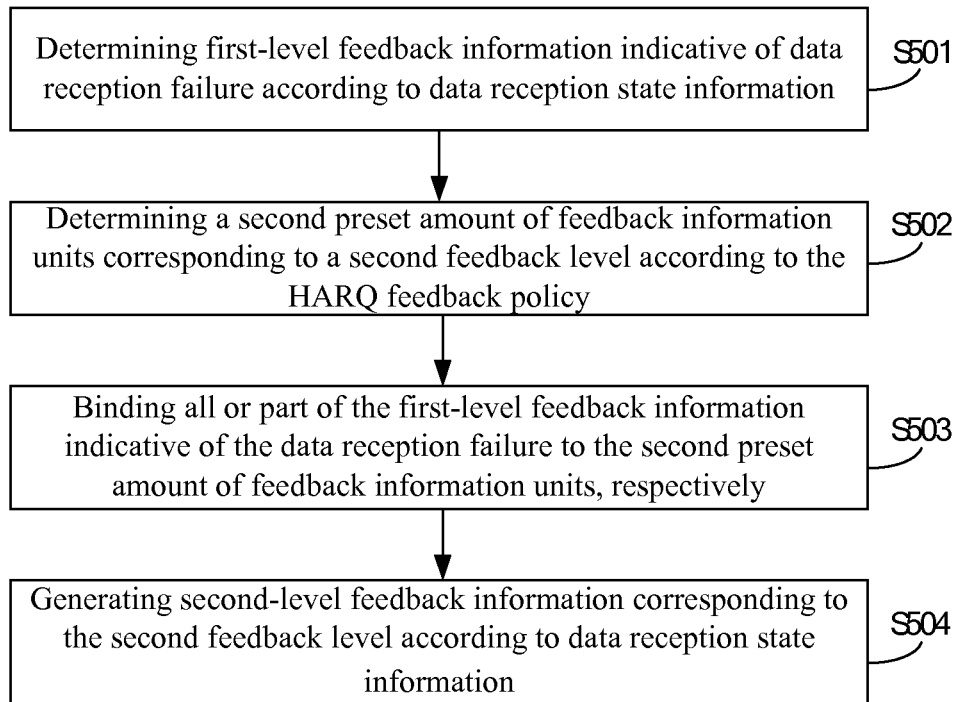 Determining first-level feedback information indicative of data
reception failure according to data reception state information
S501
Determining a second preset amount of feedback information
units corresponding to a second feedback level according to the
HARQ feedback policy
S502
Binding all or part of the first-level feedback information
indicative of the data reception failure to the second preset
amount of feedback information units, respectively
S503
Generating second-level feedback information corresponding to
the second feedback level according to data reception state
information
S504